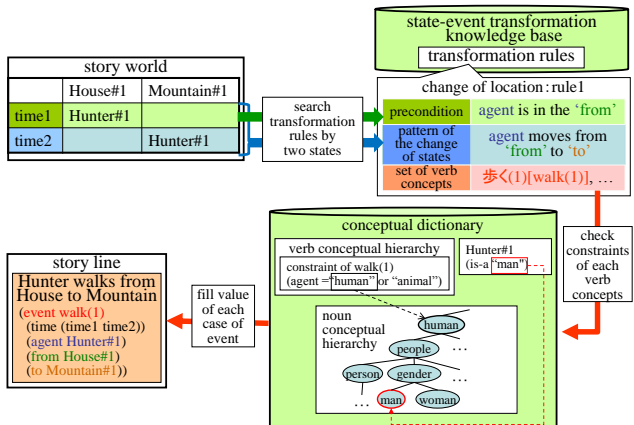 state-event transformation
knowledge base
transformation rules
story world
House#1 Mountain#1
time1 Hunter#1
time2 Hunter#1
search
transformation
rules by
two states
change of location:rule1
precondition
agent is in the ‘from’
pattern of
the change
of states
agent moves from
‘from’ to ‘to’
set of verb
concepts
歩く(1)[walk(1)], …
check
constraints
of each
verb
concepts
conceptual dictionary
verb conceptual hierarchy
constraint of walk(1)
(agent =“human” or “animal”)
Hunter#1
(is-a “man”)
noun
conceptual
hierarchy
human
people
…
person
gender
…
…
man
woman
fill value
of each
case of
event
story line
Hunter walks from
House to Mountain
(event walk(1)
(time (time1 time2))
(agent Hunter#1)
(from House#1)
(to Mountain#1))